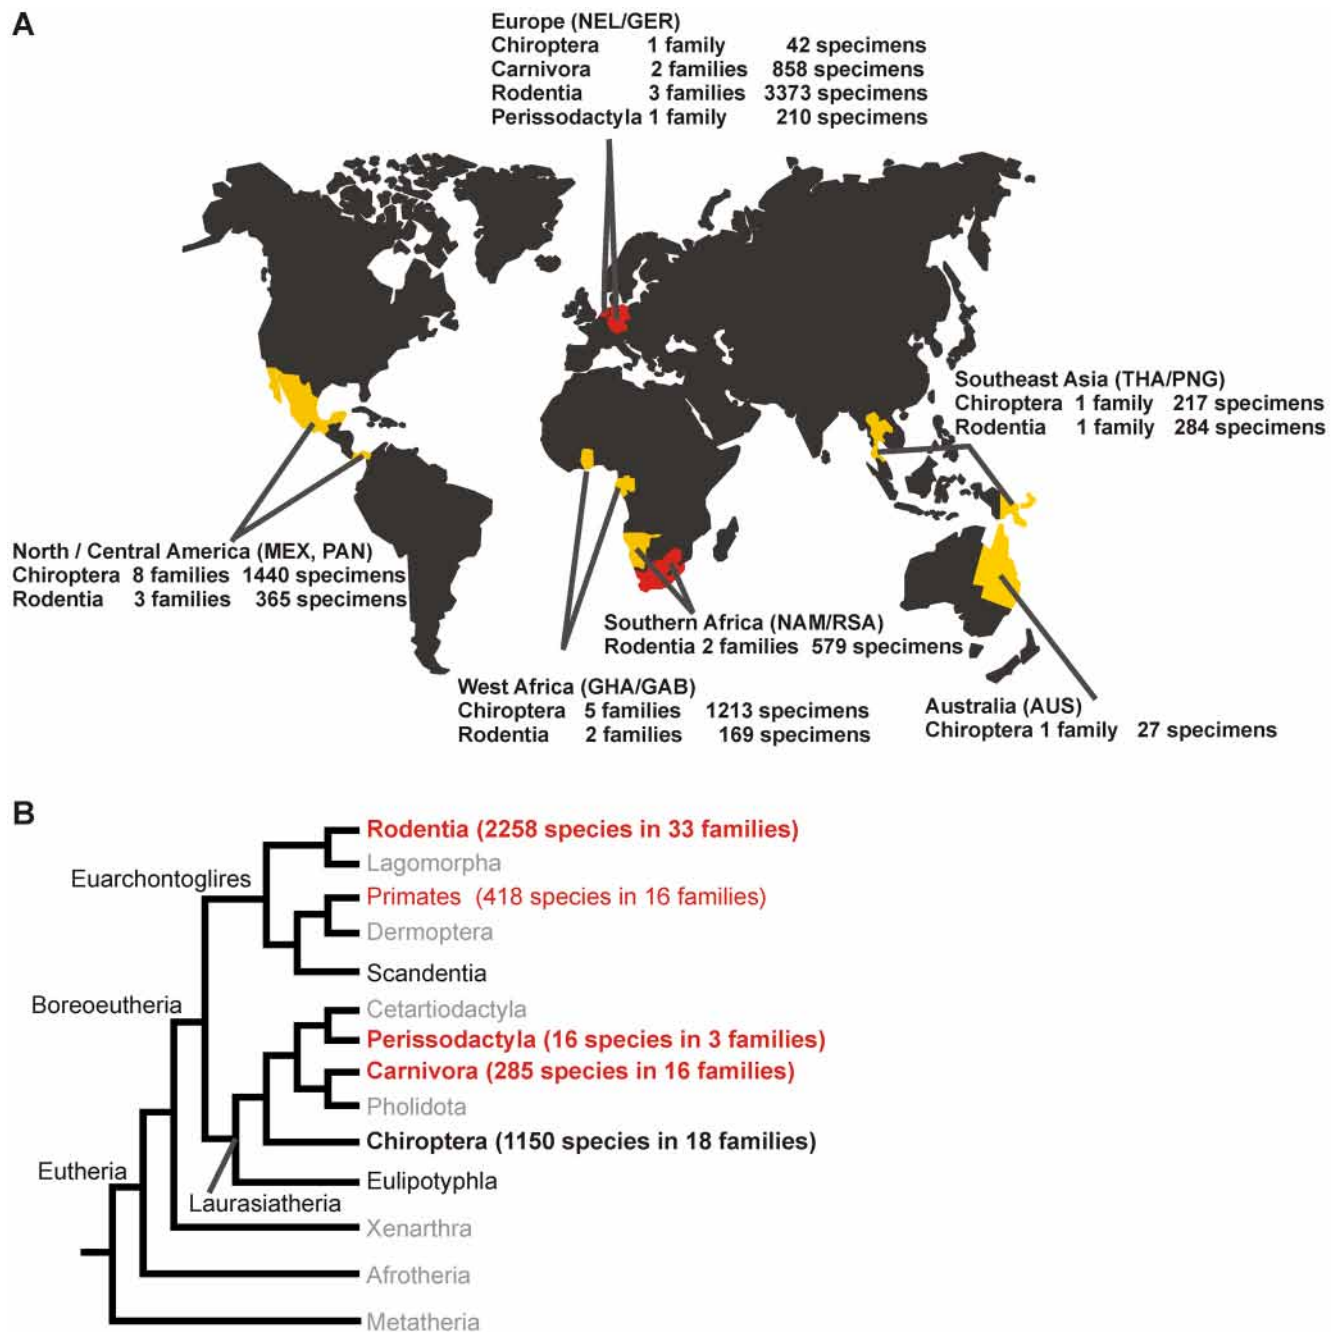 A
Europe (NEL/GER)
Chiroptera 1 family 42 specimens
Carnivora 2 families 858 specimens
Rodentia 3 families 3373 specimens
Perissodactyla 1 family 210 specimens
Southeast Asia (THA/PNG)
Chiroptera 1 family 217 specimens
Rodentia 1 family 284 specimens
North / Central America (MEX, PAN)
Chiroptera 8 families 1440 specimens
Rodentia 3 families 365 specimens
Southern Africa (NAM/RSA)
Rodentia 2 families 579 specimens
West Africa (GHA/GAB)
Chiroptera 5 families 1213 specimens
Rodentia 2 families 169 specimens
Australia (AUS)
Chiroptera 1 family 27 specimens
B
Rodentia (2258 species in 33 families)
Lagomorpha
Euarchontoglires
Primates (418 species in 16 families)
Dermoptera
Scandentia
Boreoeutheria
Cetartiodactyla
Perissodactyla (16 species in 3 families)
Carnivora (285 species in 16 families)
Pholidota
Chiroptera (1150 species in 18 families)
Eutheria
Eulipotyphla
Laurasiatheria
Xenarthra
Afrotheria
Metatheria